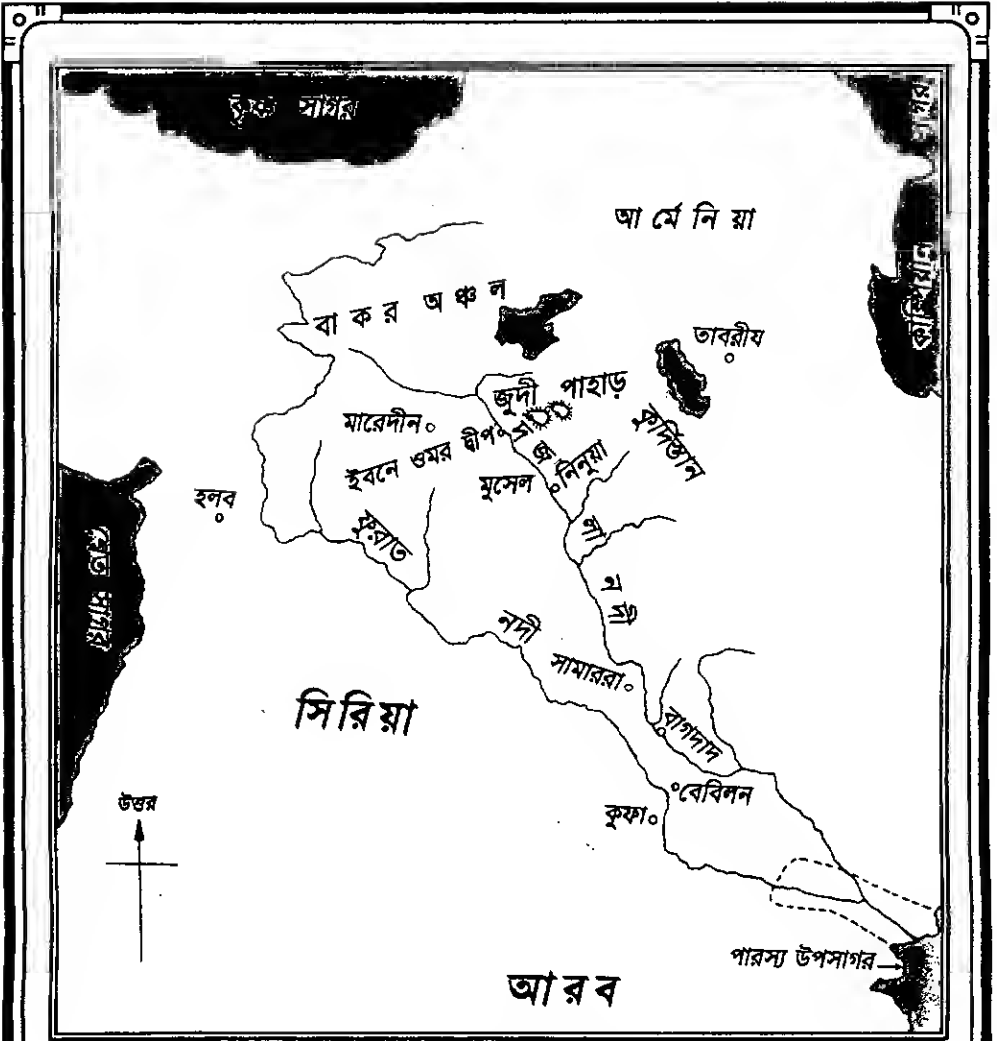 কৃষ্ণ সাগর
কাস্পিয়ান সাগর
আর্মেনিয়া
বাকর অঞ্চল
তাবরীয
জুদী পাহাড়
মারেদীন
ইবনে ওমর দ্বীপ
কুর্দিস্তান
মুসেল
নিনুয়া
হলব
ফুরাত
নদী
সামাররা
সিরিয়া
বাগদাদ
বেবিলন
কুফা
উত্তর
পারস্য উপসাগর
আরব